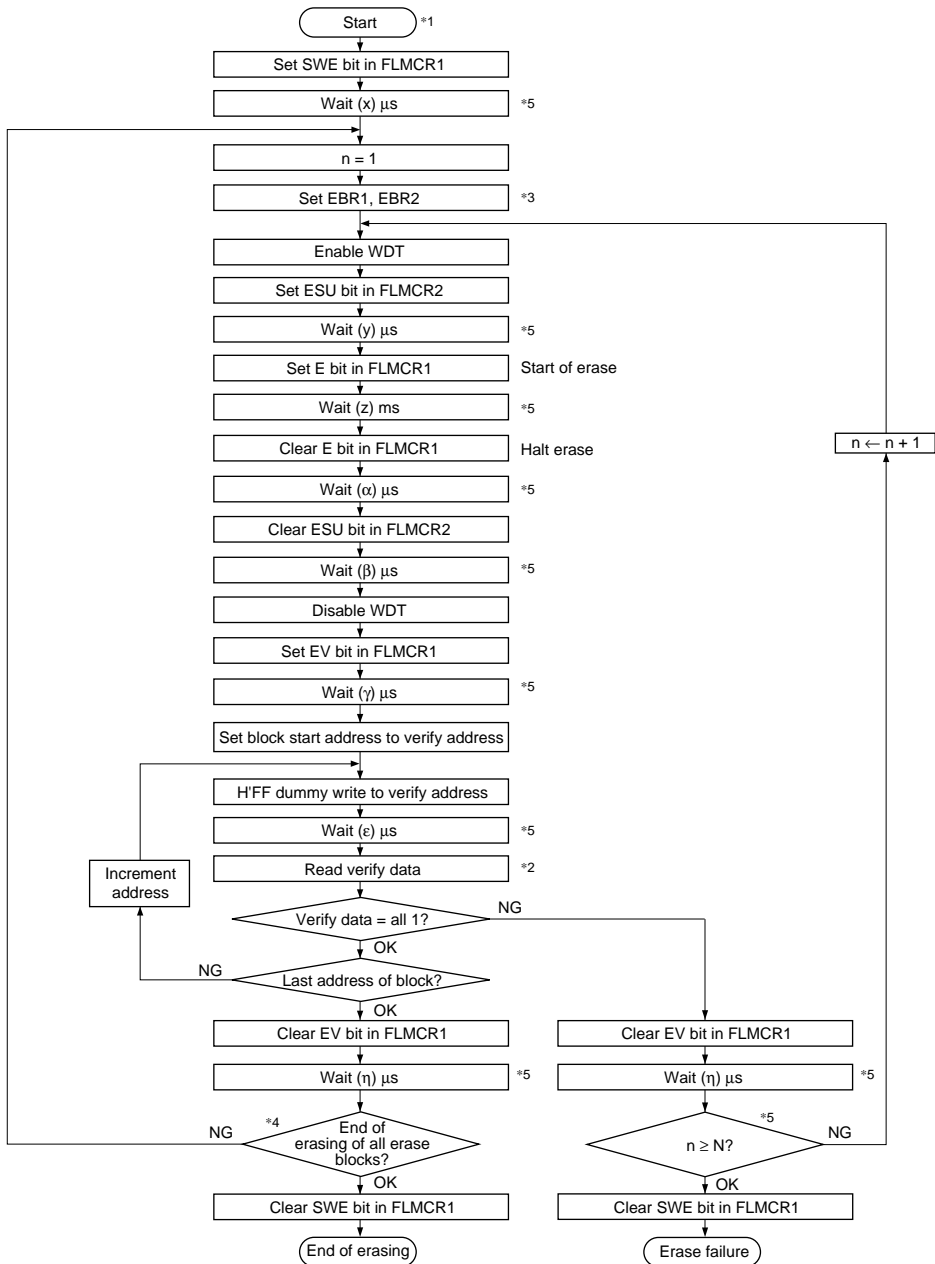 Start *1
Set SWE bit in FLMCR1
Wait (x) μs *5
n = 1
Set EBR1, EBR2 *3
Enable WDT
Set ESU bit in FLMCR2
Wait (y) μs *5
Set E bit in FLMCR1 Start of erase
Wait (z) ms *5
n ← n + 1
Clear E bit in FLMCR1 Halt erase
Wait (α) μs *5
Clear ESU bit in FLMCR2
Wait (β) μs *5
Disable WDT
Set EV bit in FLMCR1
Wait (γ) μs *5
Set block start address to verify address
H'FF dummy write to verify address
Wait (ε) μs *5
Increment
address
Read verify data *2
Verify data = all 1? NG
OK
NG Last address of block?
OK
Clear EV bit in FLMCR1
Wait (η) μs *5
NG *4 End of
erasing of all erase
blocks?
OK
Clear SWE bit in FLMCR1
End of erasing
Clear EV bit in FLMCR1
Wait (η) μs *5
*5
n ≥ N? NG
OK
Clear SWE bit in FLMCR1
Erase failure